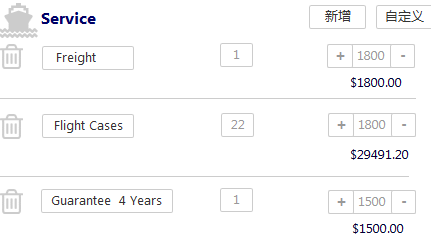 Service 新增 自定义
Freight 1 + 1800 -
$1800.00
Flight Cases 22 + 1800 -
$29491.20
Guarantee 4 Years 1 + 1500 -
$1500.00